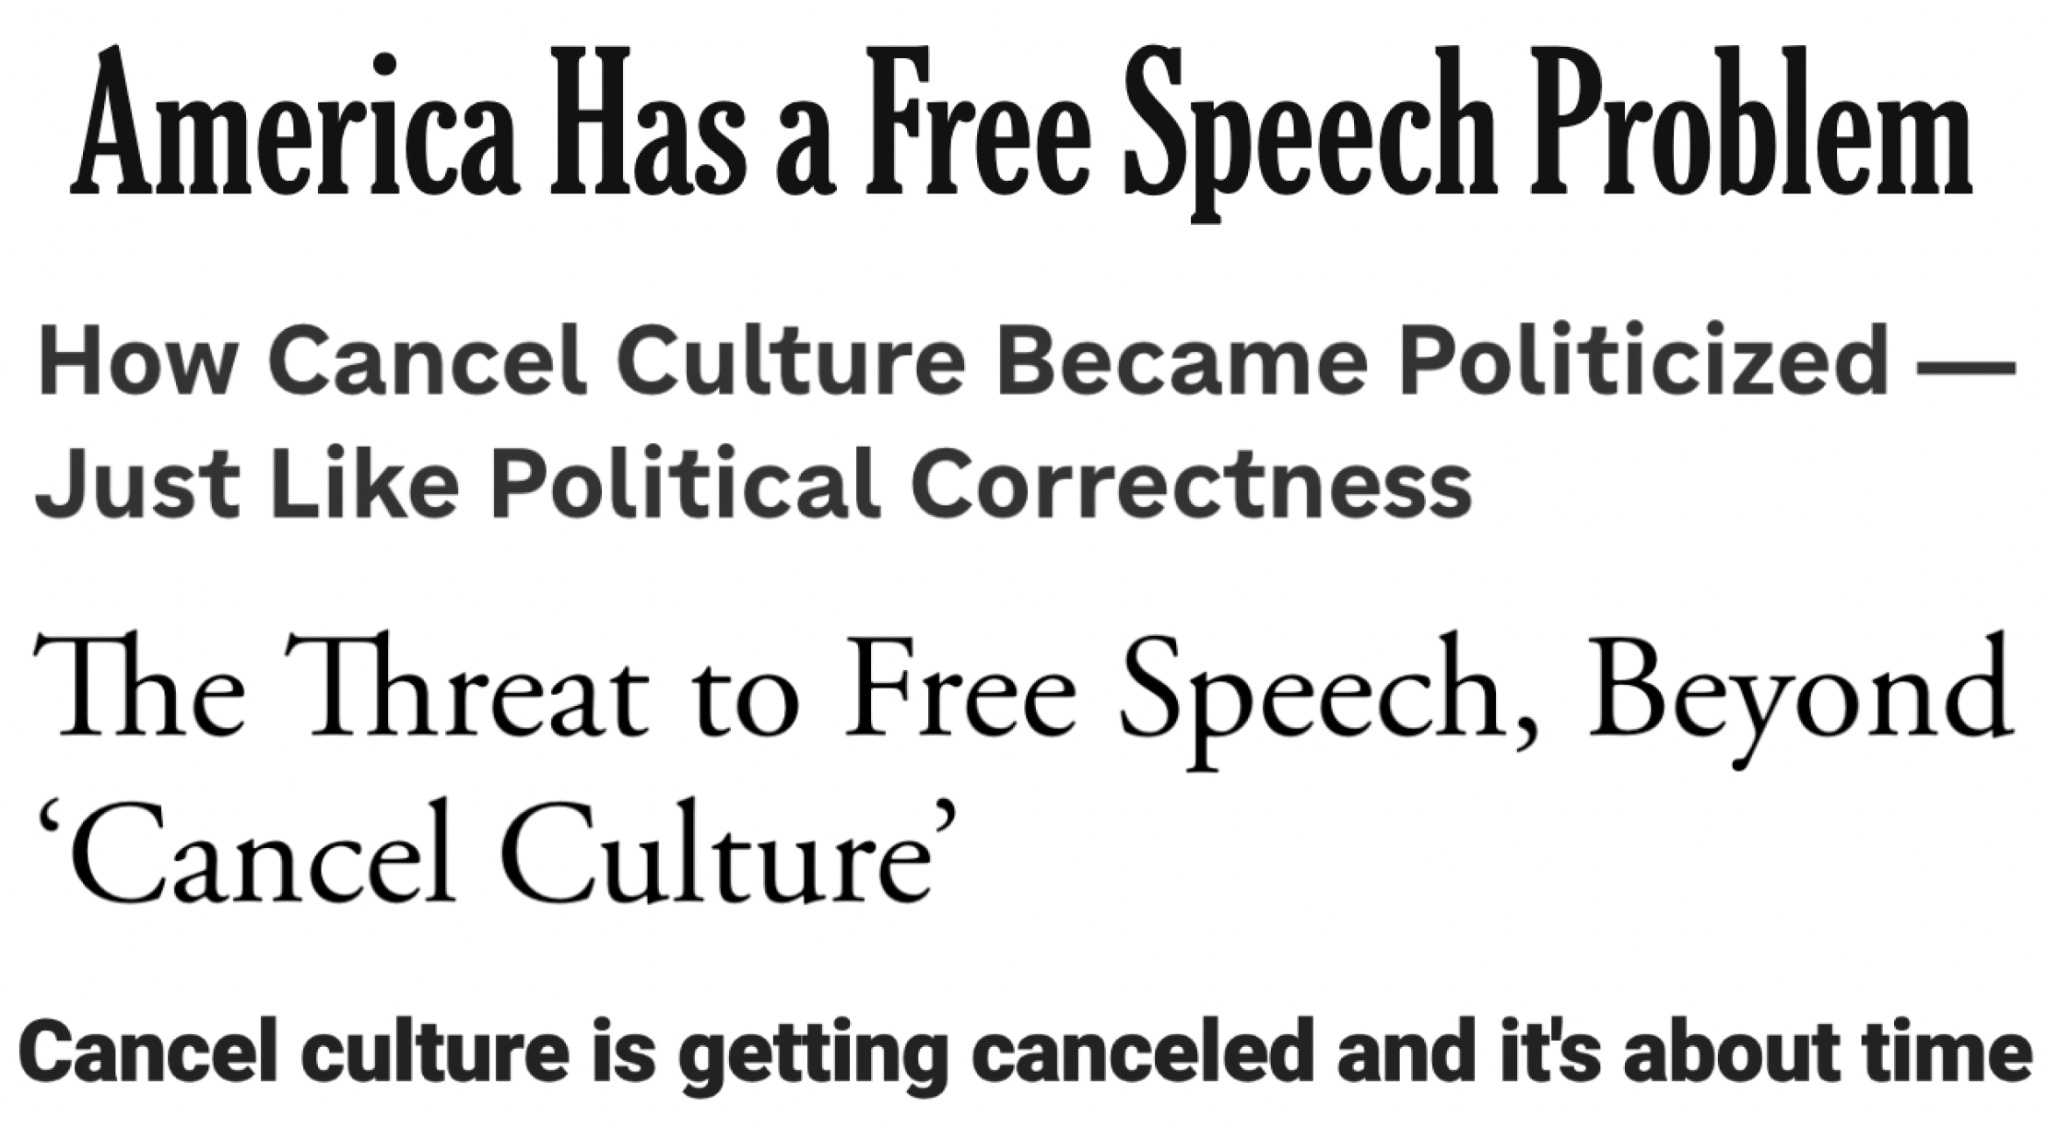 America Has a Free Speech Problem
How Cancel Culture Became Politicized —
Just Like Political Correctness
The Threat to Free Speech, Beyond
‘Cancel Culture’
Cancel culture is getting canceled and it's about time